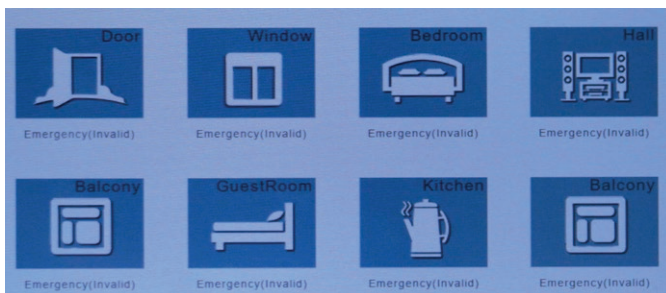 Door Window Bedroom Hall
Emergency(Invalid) Emergency(Invalid) Emergency(Invalid) Emergency(Invalid)
Balcony GuestRoom Kitchen Balcony
Emergency(Invalid) Emergency(Invalid) Emergency(Invalid) Emergency(Invalid)